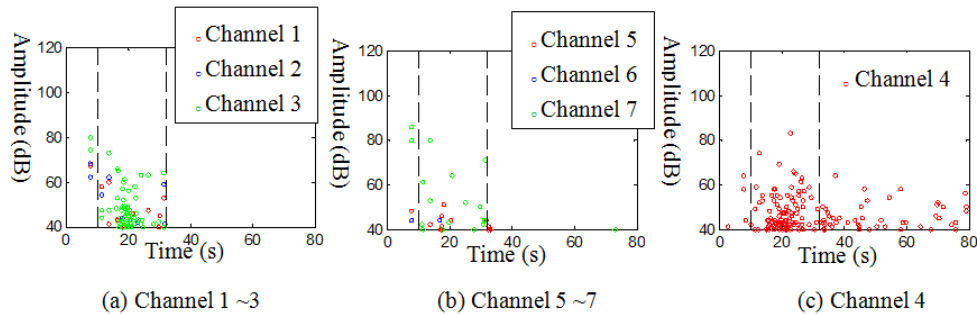 Amplitude (dB)
120
100
80
60
40
0 20 40 60 80
Time (s)
Channel 1
Channel 2
Channel 3
(a) Channel 1 ~3
Amplitude (dB)
120
100
80
60
40
0 20 40 60 80
Time (s)
Channel 5
Channel 6
Channel 7
(b) Channel 5 ~7
Amplitude (dB)
120
100
80
60
40
0 20 40 60 80
Time (s)
Channel 4
(c) Channel 4